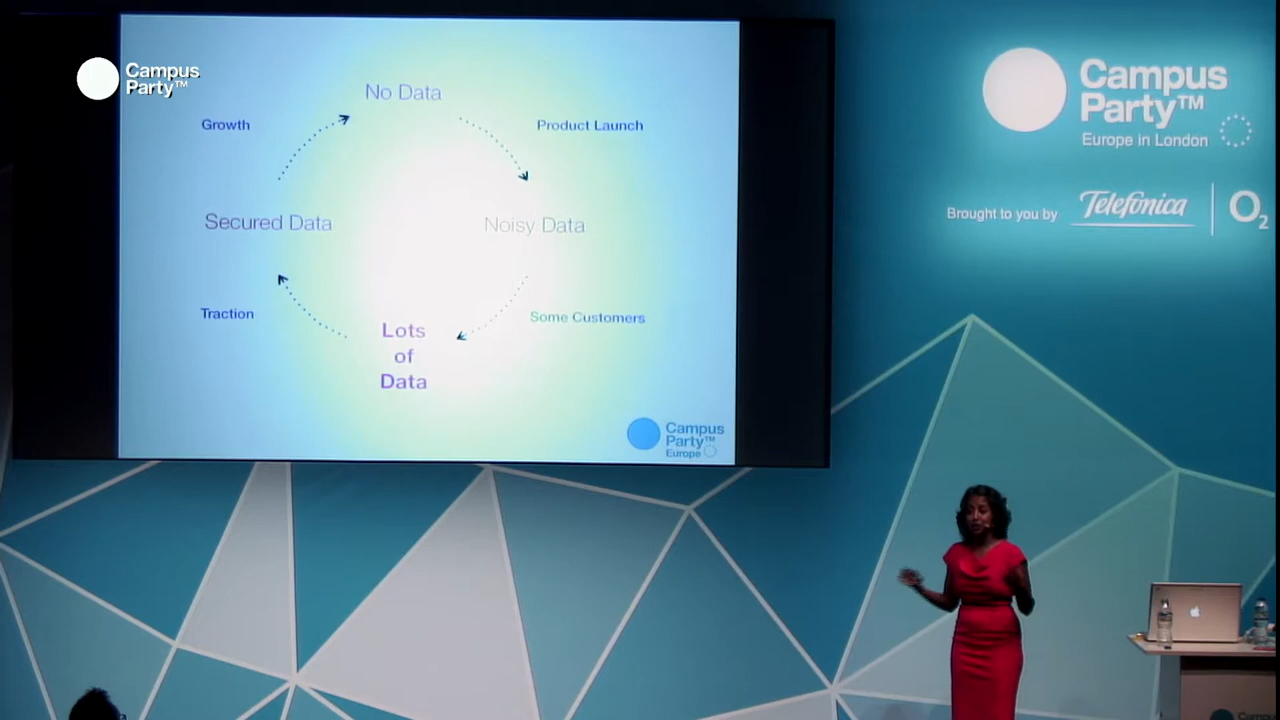 Campus
Party™
No Data
Growth
Product Launch
Secured Data
Noisy Data
Traction
Some Customers
Lots
of
Data
Campus
Party™
Europe
Campus
Party™
Europe in London
Brought to you by Telefónica O2